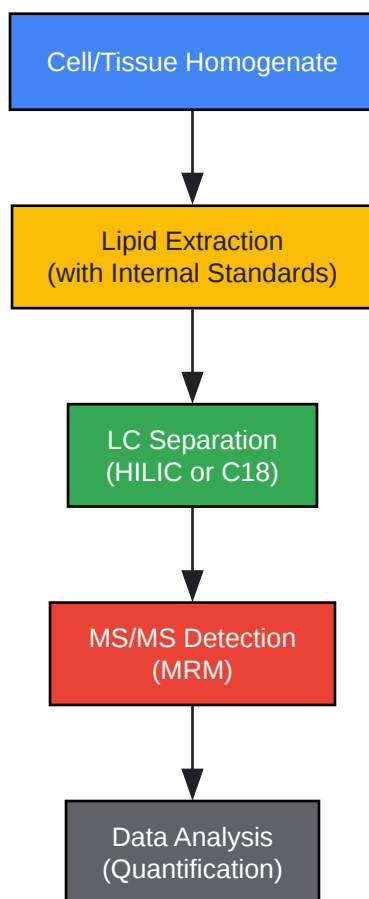 Cell/Tissue Homogenate
Lipid Extraction
(with Internal Standards)
LC Separation
(HILIC or C18)
MS/MS Detection
(MRM)
Data Analysis
(Quantification)